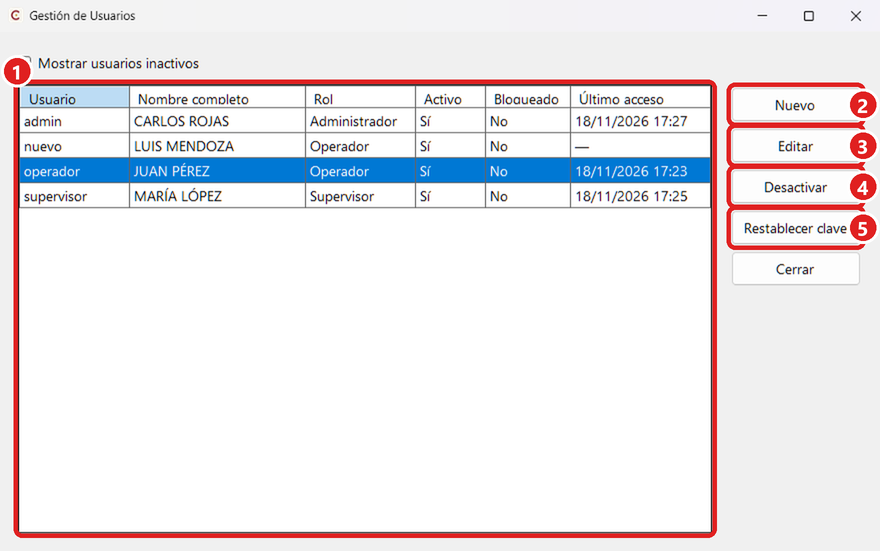 Gestión de Usuarios
Mostrar usuarios inactivos
1
Usuario Nombre completo Rol Activo Bloqueado Último acceso
admin CARLOS ROJAS Administrador Sí No 18/11/2026 17:27
nuevo LUIS MENDOZA Operador Sí No —
operador JUAN PÉREZ Operador Sí No 18/11/2026 17:23
supervisor MARÍA LÓPEZ Supervisor Sí No 18/11/2026 17:25
Nuevo 2
Editar 3
Desactivar 4
Restablecer clave 5
Cerrar